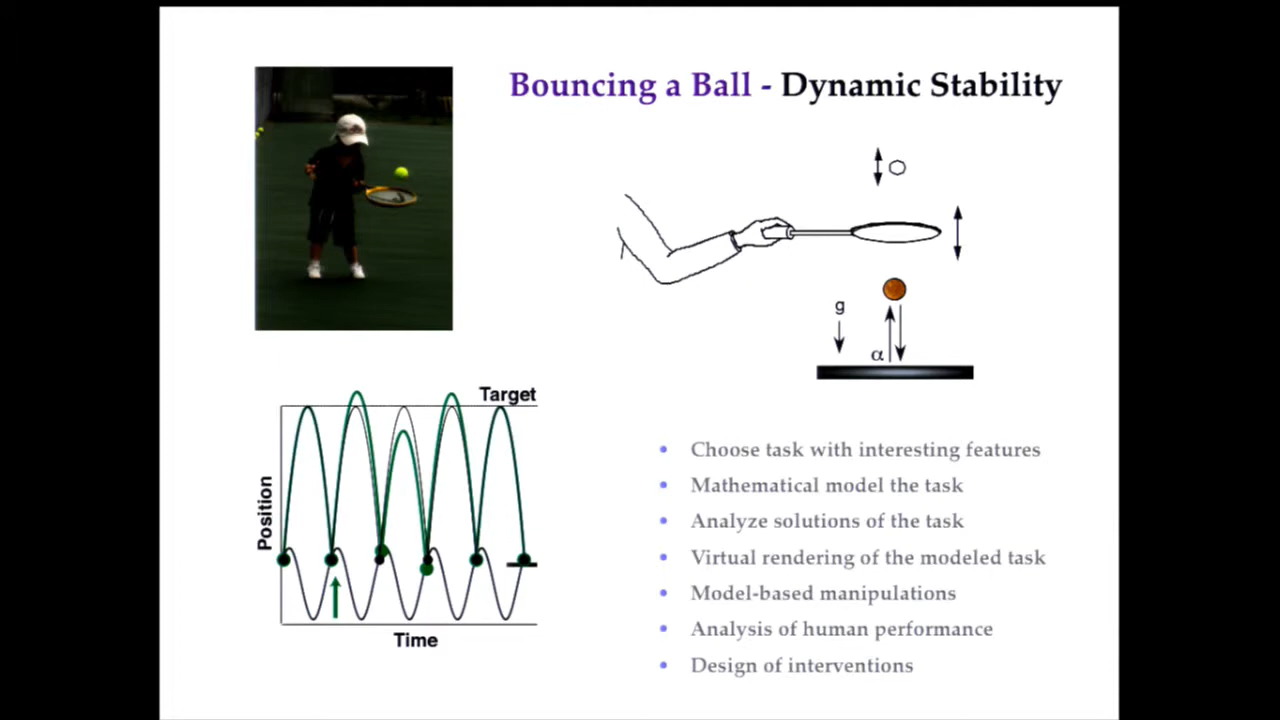 Bouncing a Ball - Dynamic Stability
g
α
Target
Position
Time
• Choose task with interesting features
• Mathematical model the task
• Analyze solutions of the task
• Virtual rendering of the modeled task
• Model-based manipulations
• Analysis of human performance
• Design of interventions